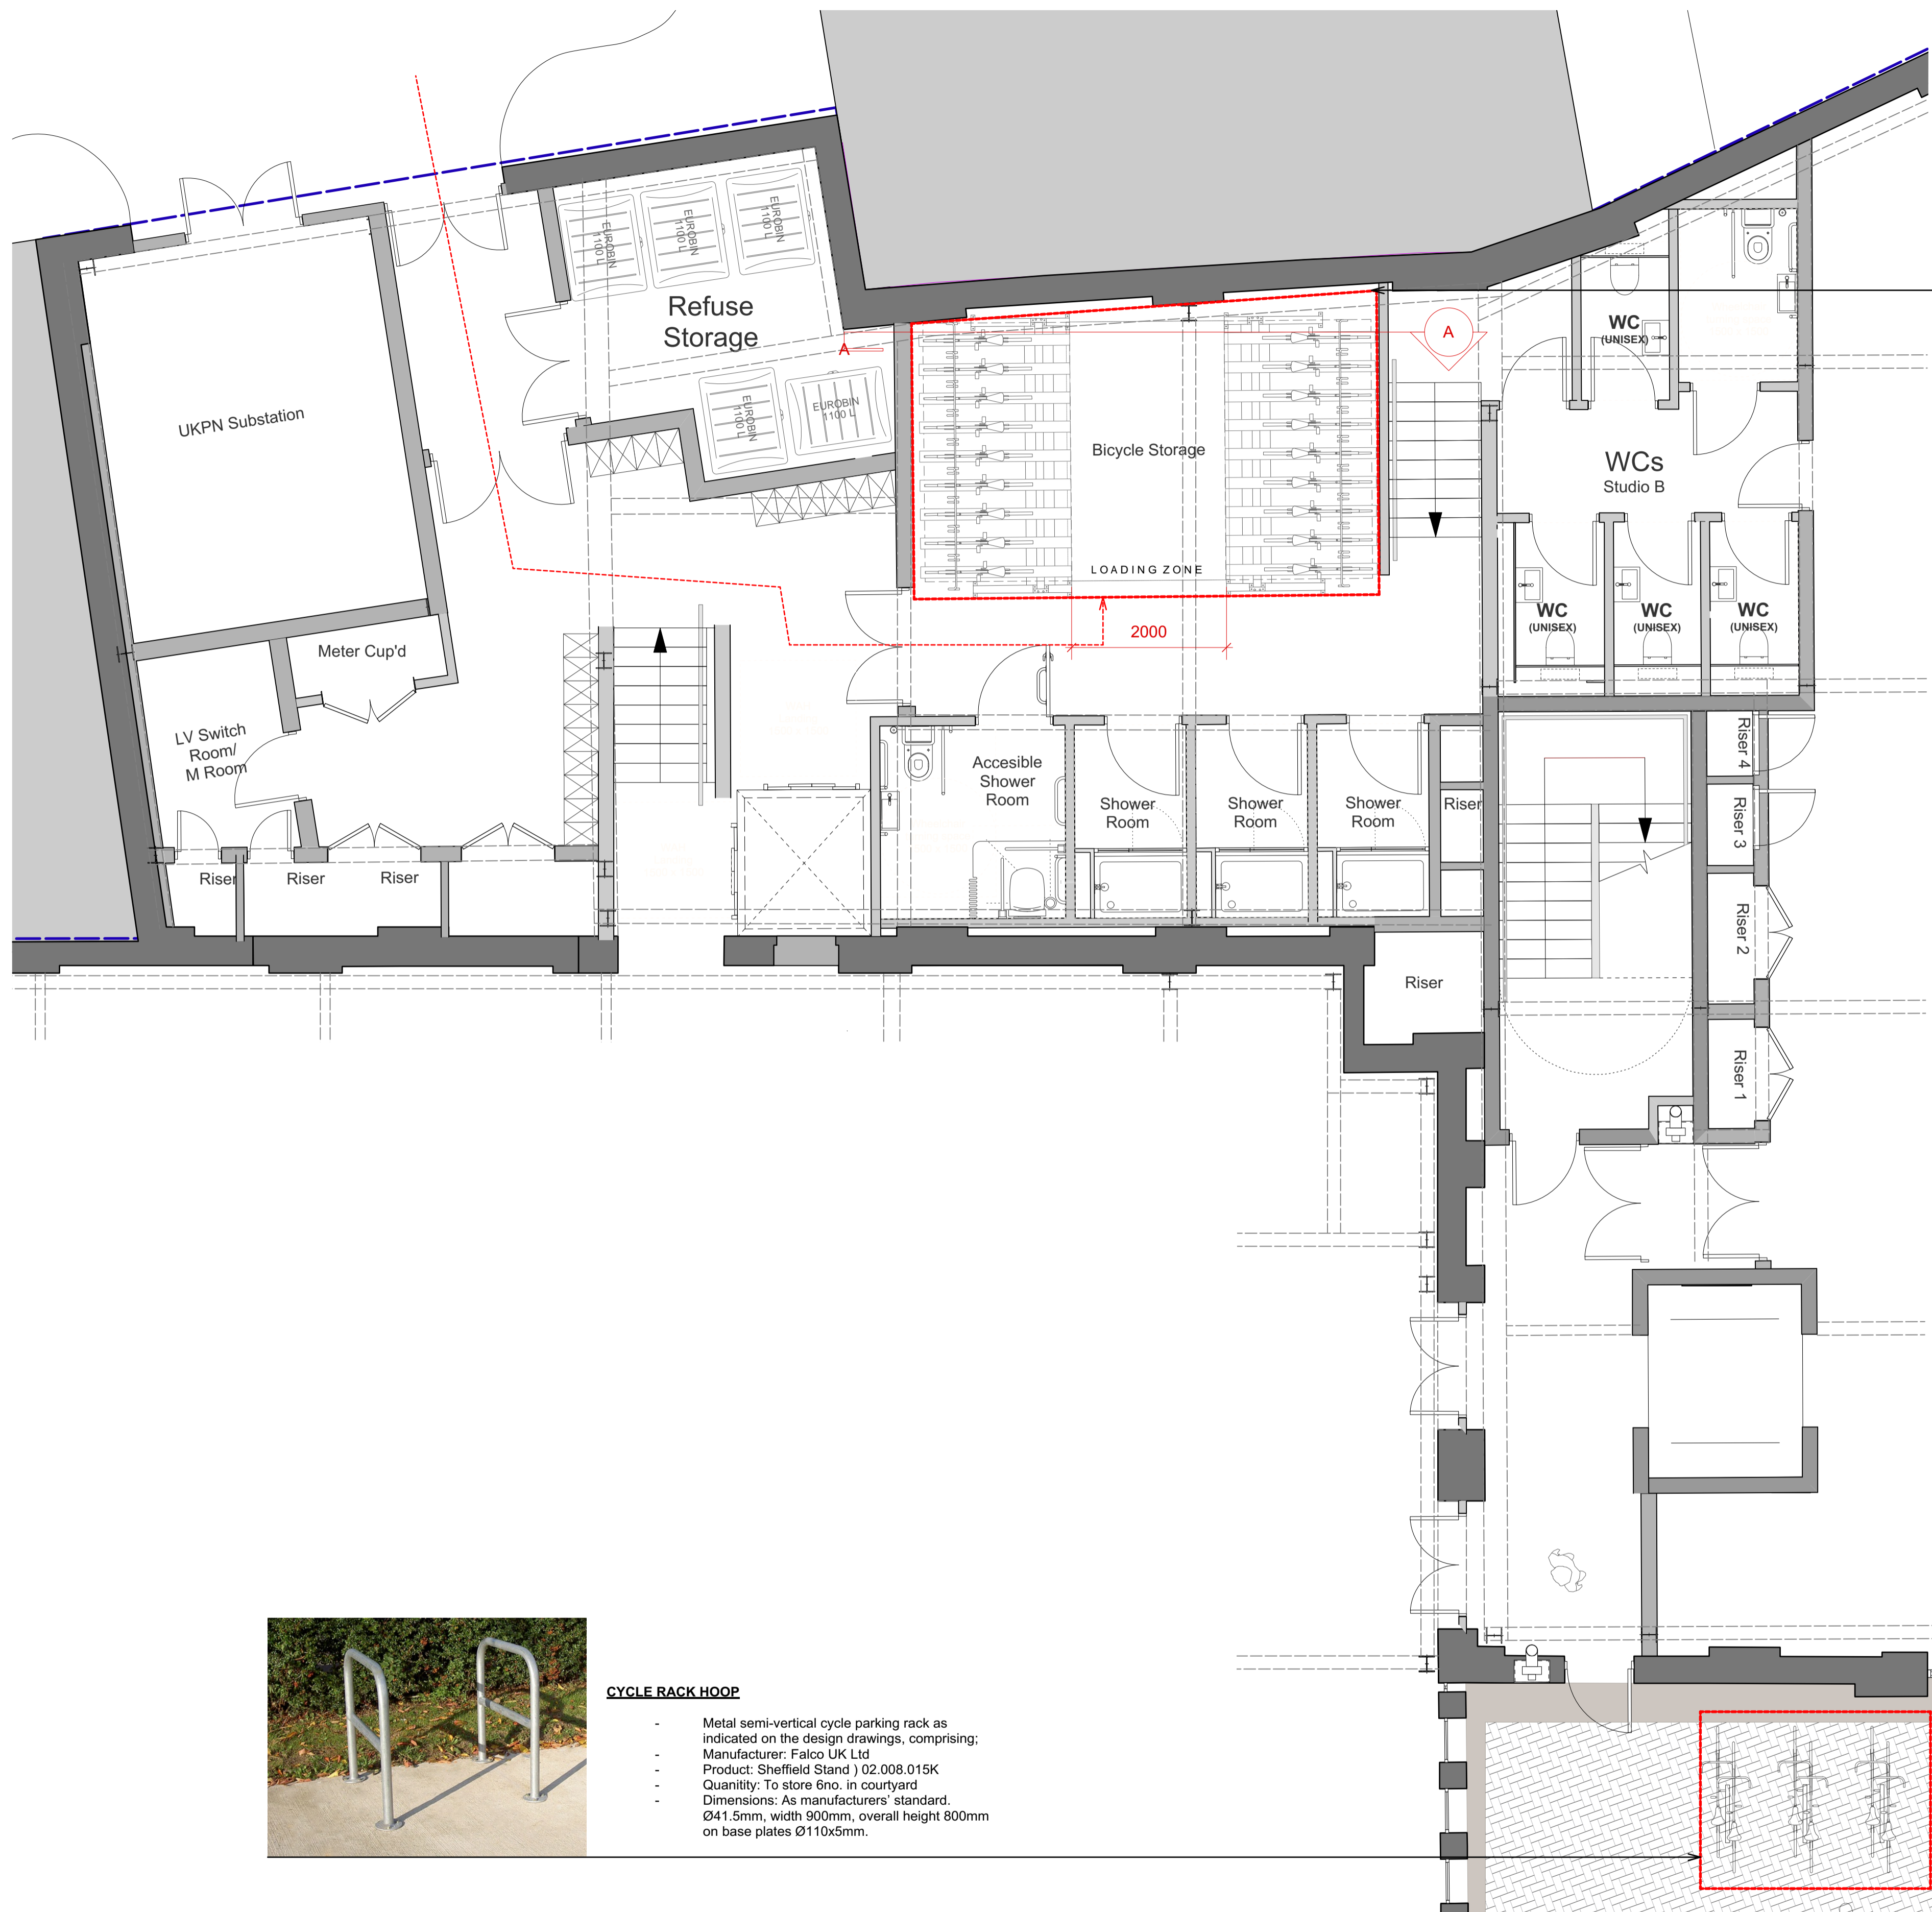 EUROBIN
1100 L
EUROBIN
1100 L
EUROBIN
1100 L
Refuse
Storage
EUROBIN
1100 L
EUROBIN
1100 L
UKPN Substation
A
A
Bicycle Storage
LOADING ZONE
2000
WC
(UNISEX)
WCs
Studio B
WC
(UNISEX)
WC
(UNISEX)
WC
(UNISEX)
Meter Cup'd
LV Switch
Room/
M Room
Riser
Riser
Riser
Accesible
Shower
Room
Shower
Room
Shower
Room
Shower
Room
Riser
Riser
Riser 4
Riser 3
Riser 2
Riser 1
CYCLE RACK HOOP
- Metal semi-vertical cycle parking rack as
indicated on the design drawings, comprising;
- Manufacturer: Falco UK Ltd
- Product: Sheffield Stand ) 02.008.015K
- Quanitity: To store 6no. in courtyard
- Dimensions: As manufacturers' standard.
Ø41.5mm, width 900mm, overall height 800mm
on base plates Ø110x5mm.